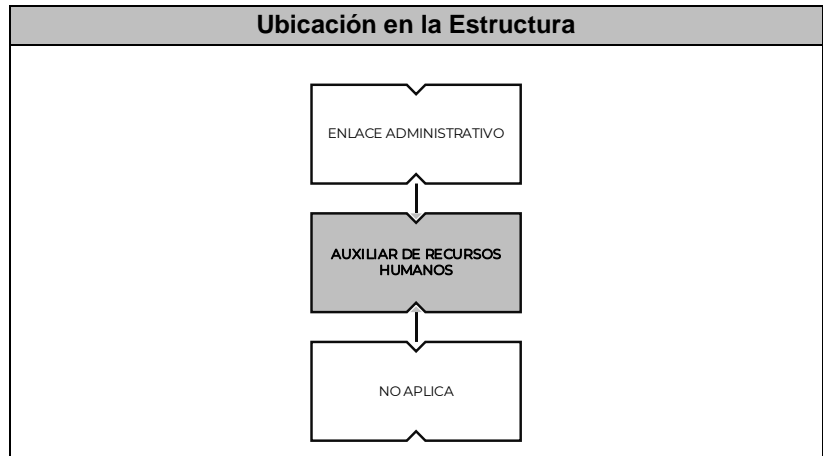 Ubicación en la Estructura
ENLACE ADMINISTRATIVO
AUXILIAR DE RECURSOS
HUMANOS
NO APLICA